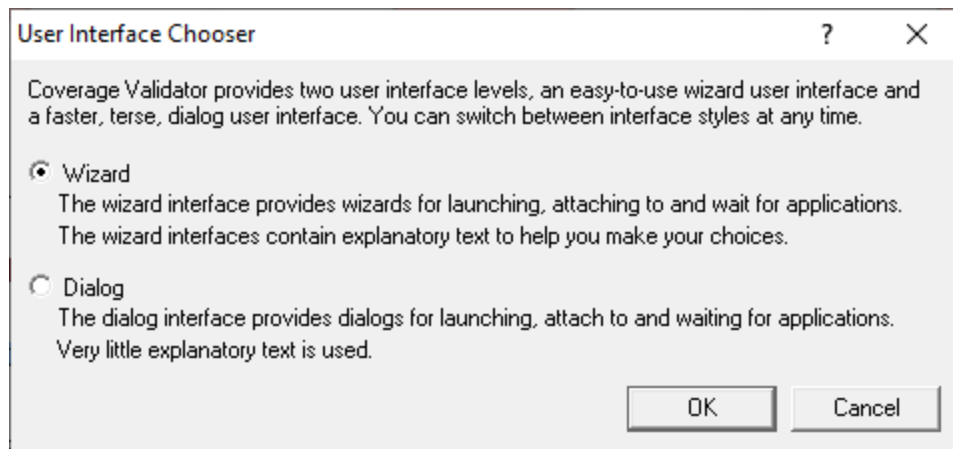 User Interface Chooser
Coverage Validator provides two user interface levels, an easy-to-use wizard user interface and
a faster, terse, dialog user interface. You can switch between interface styles at any time.
Wizard
The wizard interface provides wizards for launching, attaching to and wait for applications.
The wizard interfaces contain explanatory text to help you make your choices.
Dialog
The dialog interface provides dialogs for launching, attach to and waiting for applications.
Very little explanatory text is used.
OK Cancel